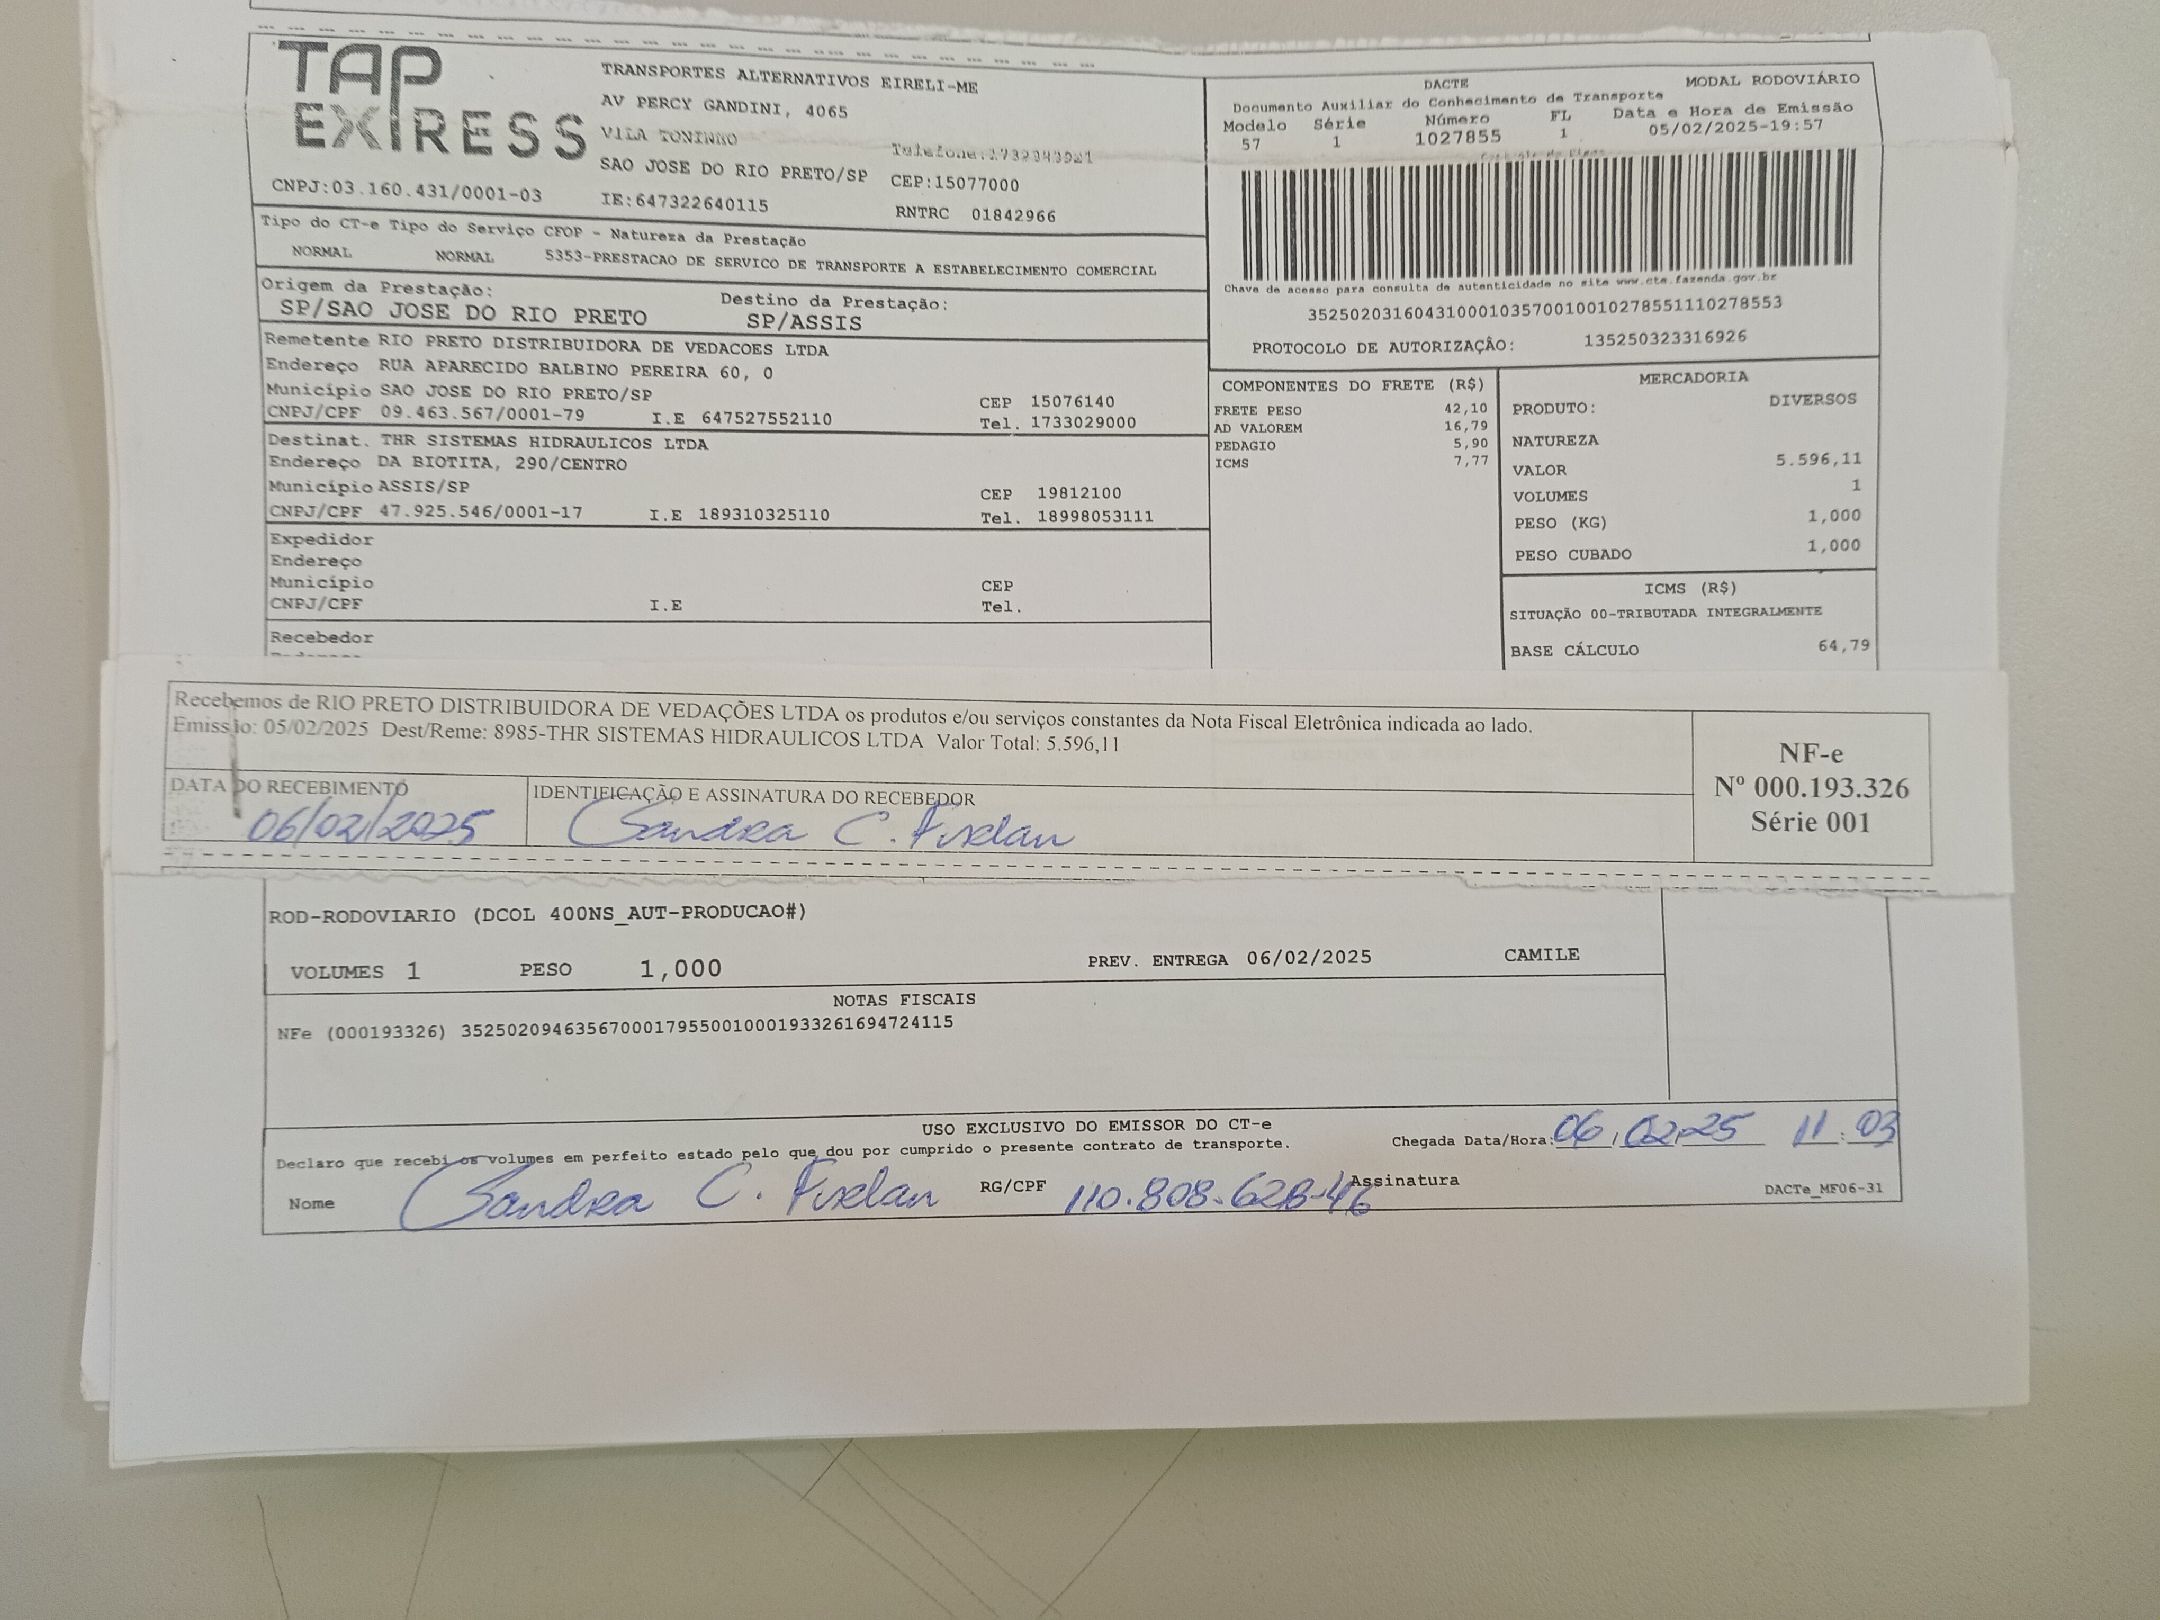 TAP
EXPRESS
TRANSPORTES ALTERNATIVOS EIRELI-ME
AV PERCY GANDINI, 4065
VILA TONINHO
SAO JOSE DO RIO PRETO/SP CEP:15077000
CNPJ:03.160.431/0001-03 IE:647322640115 RNTRC 01842966
DACTE MODAL RODOVIÁRIO
Documento Auxiliar do Conhecimento de Transporte
Modelo Série Número FL Data e Hora de Emissão
57 1 1027855 1 05/02/2025-19:57
Chave de acesso para consulta de autenticidade no site www.cte.fazenda.gov.br
35250203160431000103570010010278551110278553
PROTOCOLO DE AUTORIZAÇÃO: 135250323316926
Tipo do CT-e Tipo do Serviço CFOP - Natureza da Prestação
NORMAL NORMAL 5353-PRESTACAO DE SERVICO DE TRANSPORTE A ESTABELECIMENTO COMERCIAL
Origem da Prestação: Destino da Prestação:
SP/SAO JOSE DO RIO PRETO SP/ASSIS
Remetente RIO PRETO DISTRIBUIDORA DE VEDACOES LTDA
Endereço RUA APARECIDO BALBINO PEREIRA 60, 0
Município SAO JOSE DO RIO PRETO/SP CEP 15076140
CNPJ/CPF 09.463.567/0001-79 I.E 647527552110 Tel. 1733029000
Destinat. THR SISTEMAS HIDRAULICOS LTDA
Endereço DA BIOTITA, 290/CENTRO
Município ASSIS/SP CEP 19812100
CNPJ/CPF 47.925.546/0001-17 I.E 189310325110 Tel. 18998053111
Expedidor
Endereço
Município CEP
CNPJ/CPF I.E Tel.
Recebedor
COMPONENTES DO FRETE (R$)
FRETE PESO 42,10
AD VALOREM 16,79
PEDAGIO 5,90
ICMS 7,77
MERCADORIA
PRODUTO: DIVERSOS
NATUREZA
VALOR 5.596,11
VOLUMES 1
PESO (KG) 1,000
PESO CUBADO 1,000
ICMS (R$)
SITUAÇÃO 00-TRIBUTADA INTEGRALMENTE
BASE CÁLCULO 64,79
Recebemos de RIO PRETO DISTRIBUIDORA DE VEDAÇÕES LTDA os produtos e/ou serviços constantes da Nota Fiscal Eletrônica indicada ao lado.
Emissão: 05/02/2025 Dest/Reme: 8985-THR SISTEMAS HIDRAULICOS LTDA Valor Total: 5.596,11
DATA DO RECEBIMENTO IDENTIFICAÇÃO E ASSINATURA DO RECEBEDOR
06/02/2025 Sandra C.
NF-e
Nº 000.193.326
Série 001
ROD-RODOVIARIO (DCOL 400NS_AUT-PRODUCAO#)
VOLUMES 1 PESO 1,000 PREV. ENTREGA 06/02/2025 CAMILE
NOTAS FISCAIS
NFe (000193326) 35250209463567000179550010001933261694724115
USO EXCLUSIVO DO EMISSOR DO CT-e
Declaro que recebi os volumes em perfeito estado pelo que dou por cumprido o presente contrato de transporte. Chegada Data/Hora: 06/02/25 11:03
Nome Sandra C. RG/CPF 110.808.628-46 Assinatura
DACTe_MF06-31